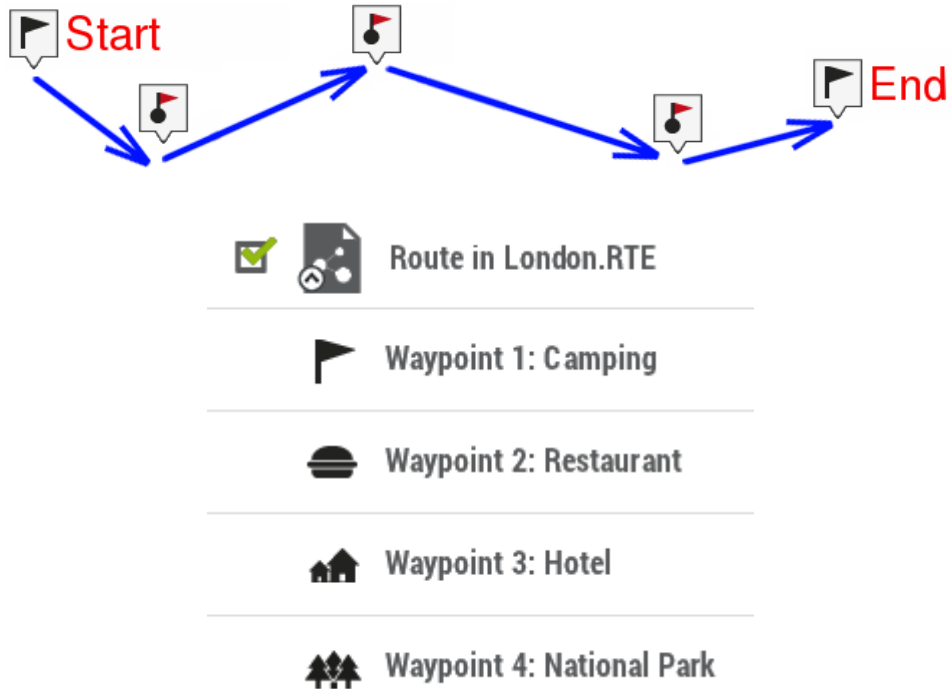 Start
End
Route in London.RTE
Waypoint 1: Camping
Waypoint 2: Restaurant
Waypoint 3: Hotel
Waypoint 4: National Park